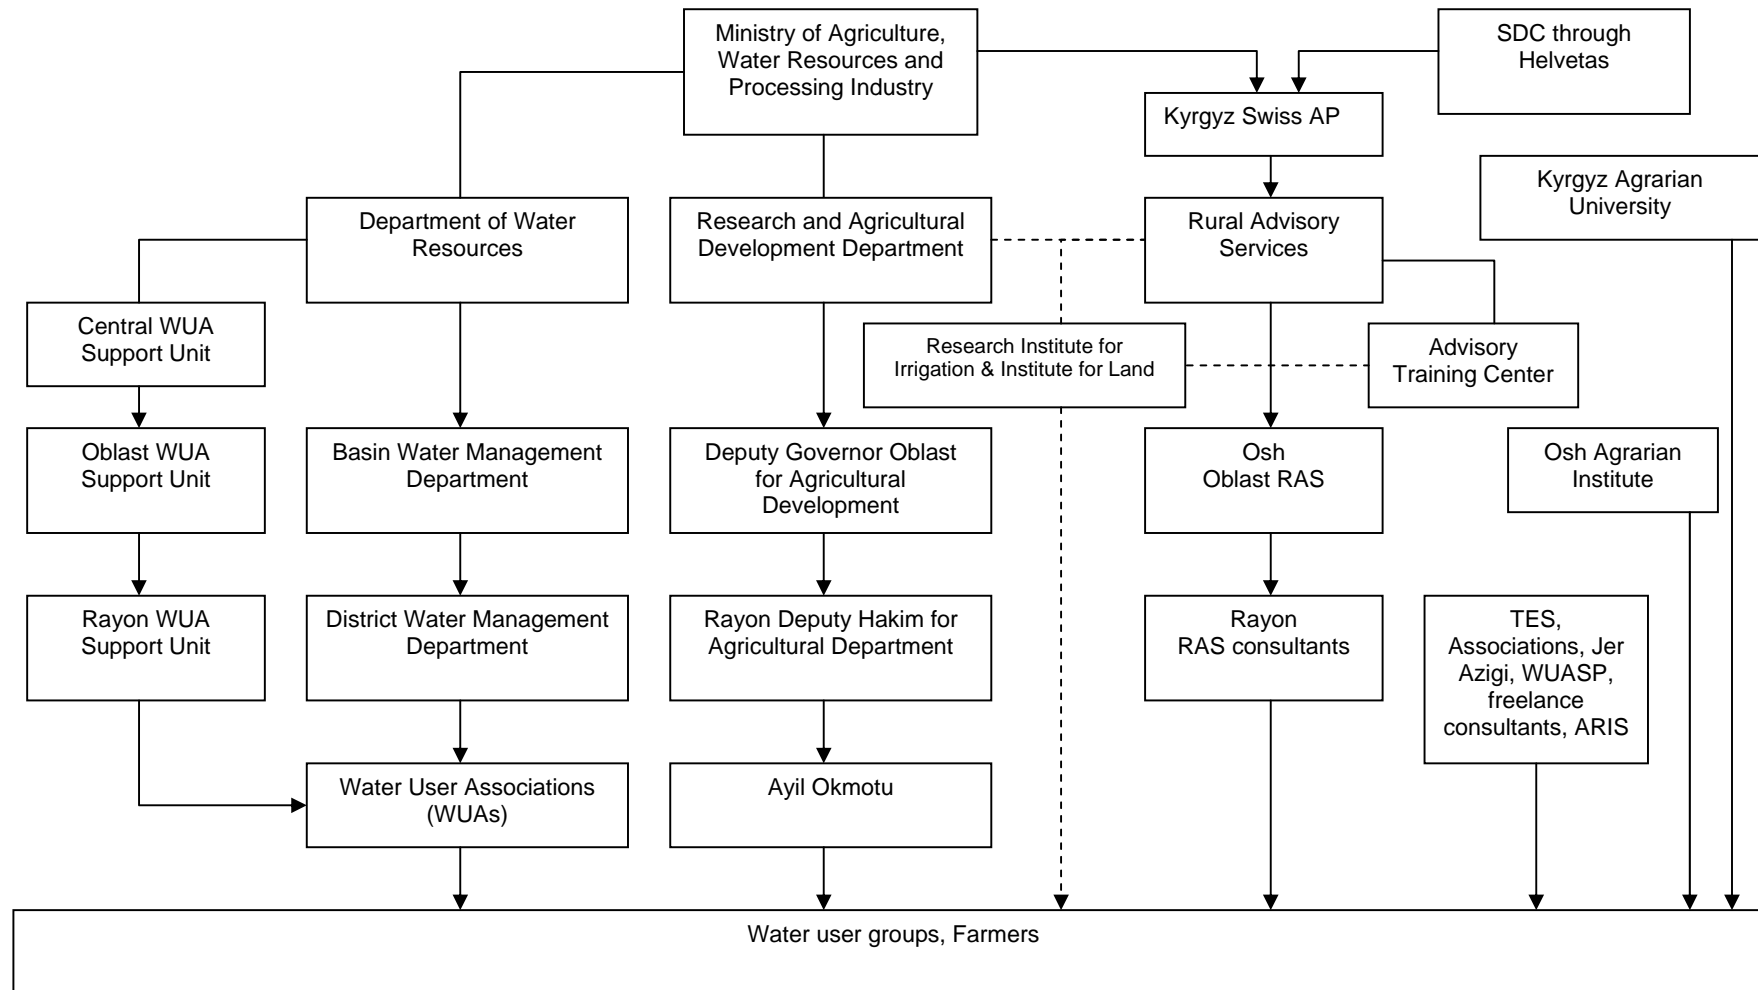 Ministry of Agriculture,
Water Resources and
Processing Industry
SDC through
Helvetas
Kyrgyz Swiss AP
Kyrgyz Agrarian
University
Department of Water
Resources
Research and Agricultural
Development Department
Rural Advisory
Services
Central WUA
Support Unit
Research Institute for
Irrigation & Institute for Land
Advisory
Training Center
Oblast WUA
Support Unit
Basin Water Management
Department
Deputy Governor Oblast
for Agricultural
Development
Osh
Oblast RAS
Osh Agrarian
Institute
Rayon WUA
Support Unit
District Water Management
Department
Rayon Deputy Hakim for
Agricultural Department
Rayon
RAS consultants
TES,
Associations, Jer
Azigi, WUASP,
freelance
consultants, ARIS
Water User Associations
(WUAs)
Ayil Okmotu
Water user groups, Farmers